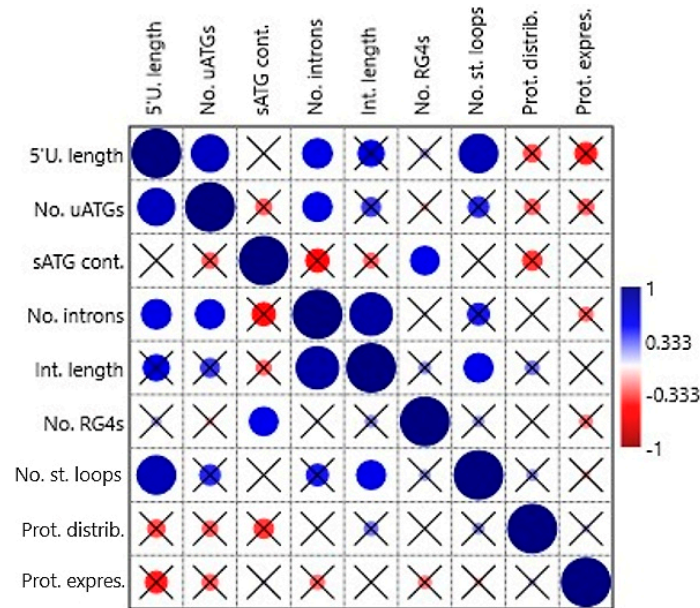 5'U. length
No. uATGs
sATG cont.
No. introns
Int. length
No. RG4s
No. st. loops
Prot. distrib.
Prot. expres.
5'U. length
No. uATGs
sATG cont.
No. introns
Int. length
No. RG4s
No. st. loops
Prot. distrib.
Prot. expres.
1
0.333
-0.333
-1